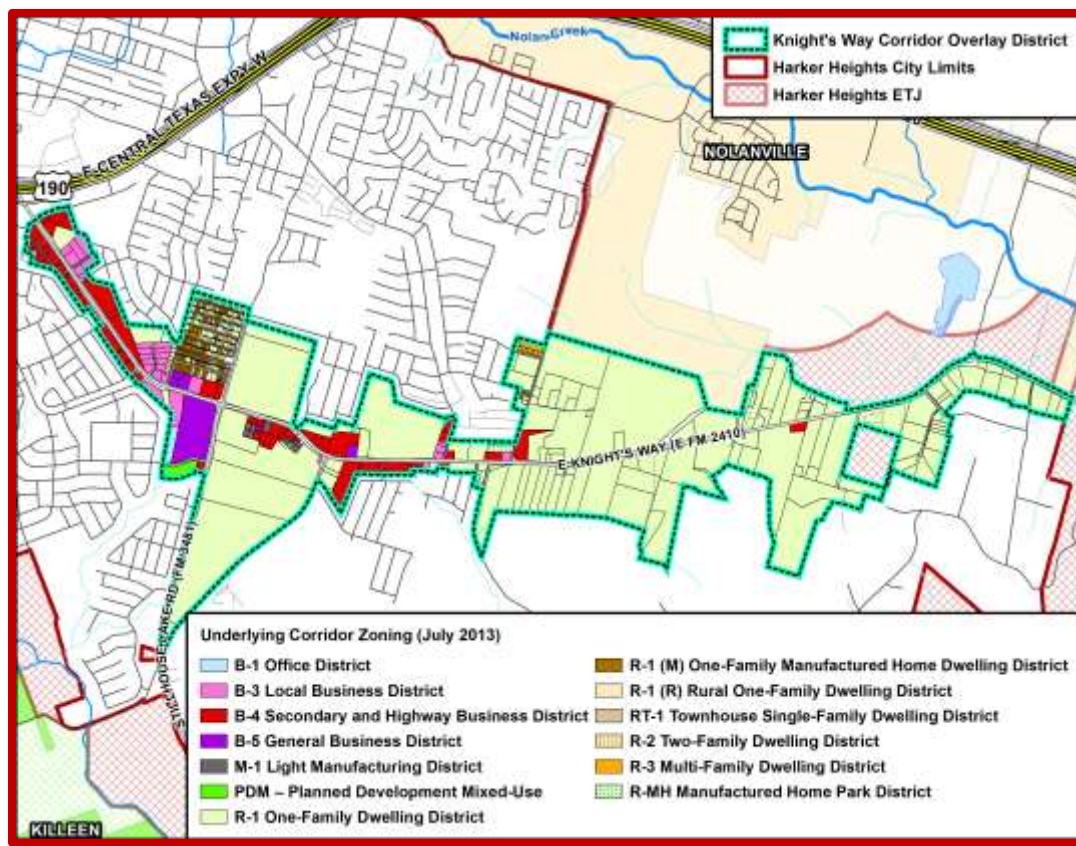 Nolan Creek
Knight's Way Corridor Overlay District
Harker Heights City Limits
Harker Heights ETJ
E CENTRAL TEXAS EXPY W
190
NOLANVILLE
E KNIGHT'S WAY (E FM 2410)
STILLHOUSE LAKE RD (FM 3481)
KILLEEN
Underlying Corridor Zoning (July 2013)
B-1 Office District
B-3 Local Business District
B-4 Secondary and Highway Business District
B-5 General Business District
M-1 Light Manufacturing District
PDM – Planned Development Mixed-Use
R-1 One-Family Dwelling District
R-1 (M) One-Family Manufactured Home Dwelling District
R-1 (R) Rural One-Family Dwelling District
RT-1 Townhouse Single-Family Dwelling District
R-2 Two-Family Dwelling District
R-3 Multi-Family Dwelling District
R-MH Manufactured Home Park District